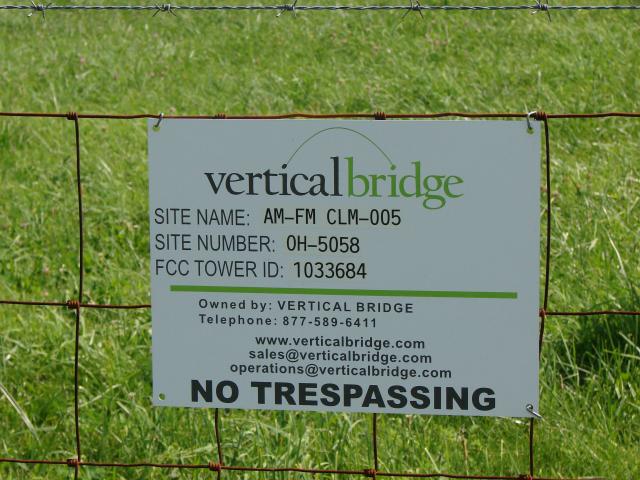 verticalbridge
SITE NAME: AM-FM CLM-005
SITE NUMBER: OH-5058
FCC TOWER ID: 1033684
Owned by: VERTICAL BRIDGE
Telephone: 877-589-6411
www.verticalbridge.com
sales@verticalbridge.com
operations@verticalbridge.com
NO TRESPASSING